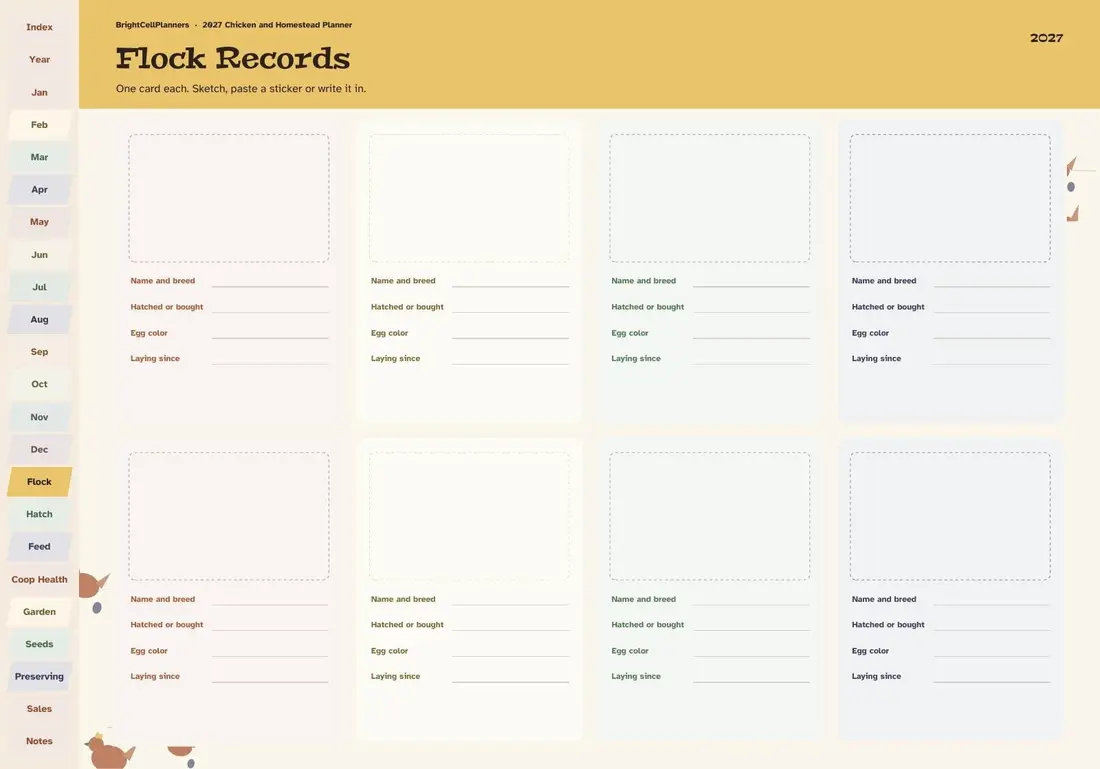 Index
Year
Jan
Feb
Mar
Apr
May
Jun
Jul
Aug
Sep
Oct
Nov
Dec
Flock
Hatch
Feed
Coop Health
Garden
Seeds
Preserving
Sales
Notes
BrightCellPlanners · 2027 Chicken and Homestead Planner
2027
Flock Records
One card each. Sketch, paste a sticker or write it in.
Name and breed
Hatched or bought
Egg color
Laying since
Name and breed
Hatched or bought
Egg color
Laying since
Name and breed
Hatched or bought
Egg color
Laying since
Name and breed
Hatched or bought
Egg color
Laying since
Name and breed
Hatched or bought
Egg color
Laying since
Name and breed
Hatched or bought
Egg color
Laying since
Name and breed
Hatched or bought
Egg color
Laying since
Name and breed
Hatched or bought
Egg color
Laying since